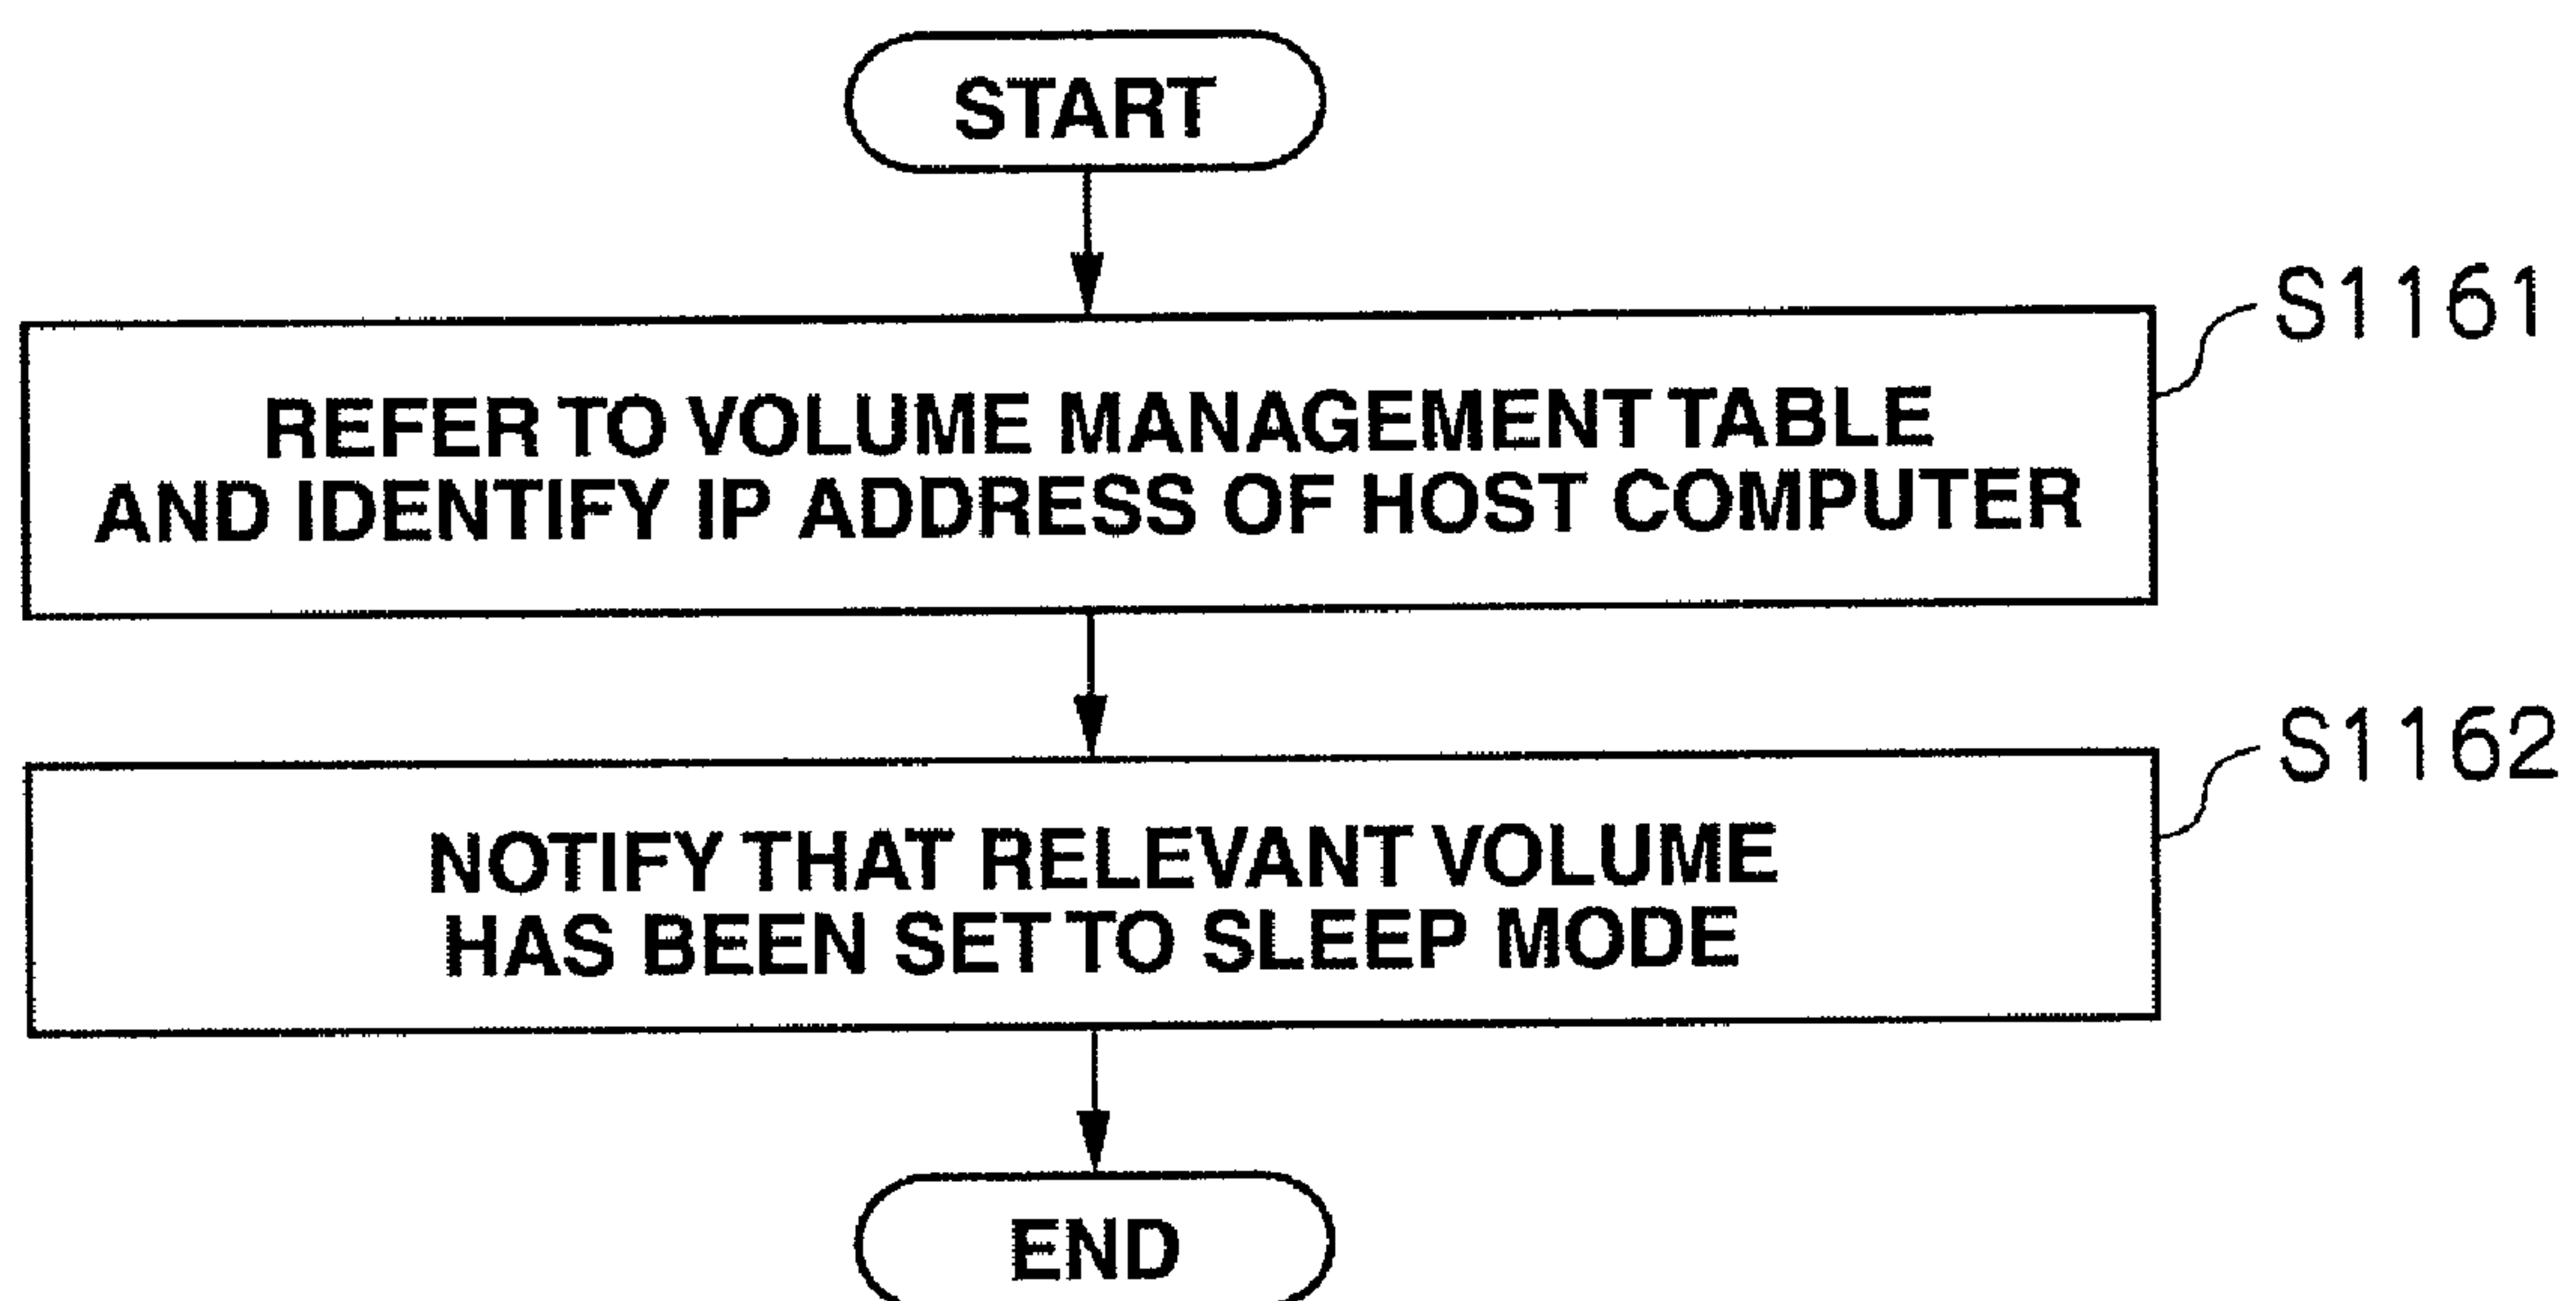 START
S1161
REFER TO VOLUME MANAGEMENT TABLE
AND IDENTIFY IP ADDRESS OF HOST COMPUTER
S1162
NOTIFY THAT RELEVANT VOLUME
HAS BEEN SET TO SLEEP MODE
END